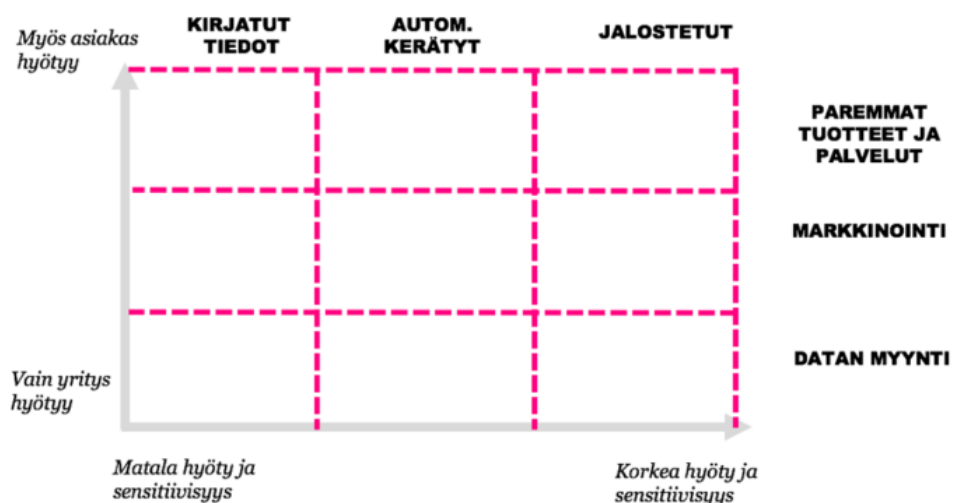 KIRJATUT
TIEDOT
AUTOM.
KERÄTYT
JALOSTETUT
Myös asiakas
hyötyy
PAREMMAT
TUOTTEET JA
PALVELUT
MARKKINOINTI
DATAN MYYNTI
Vain yritys
hyötyy
Matala hyöty ja
sensitiivisyys
Korkea hyöty ja
sensitiivisyys